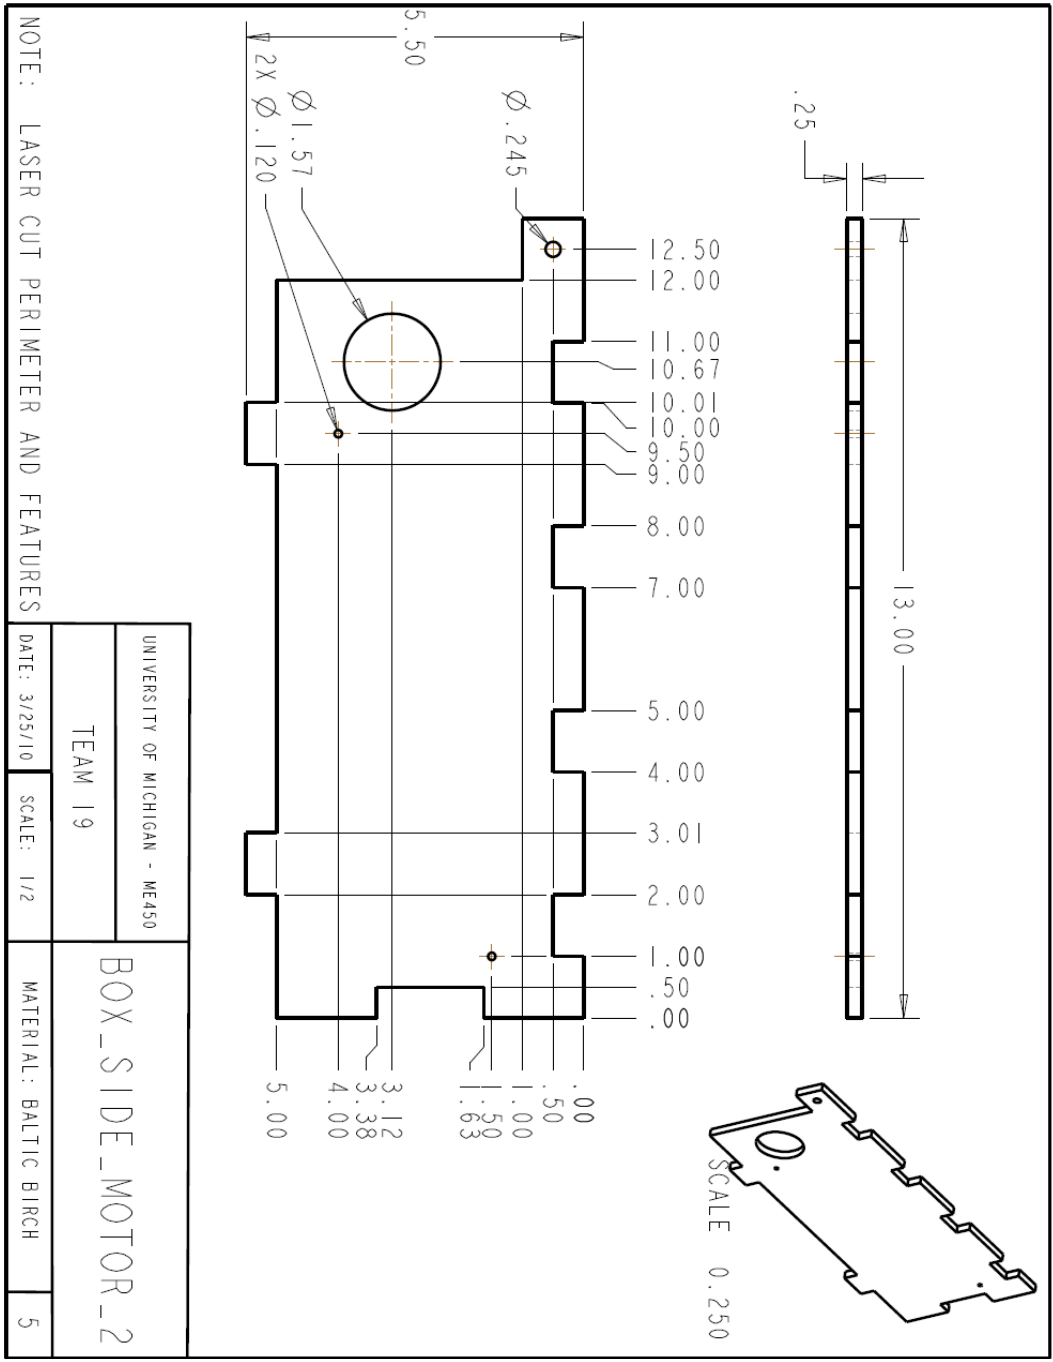 5.50
2X Ø.120
Ø1.57
Ø.245
.25
12.50
12.00
11.00
10.67
10.01
10.00
9.50
9.00
8.00
7.00
5.00
4.00
3.01
2.00
1.00
.50
.00
13.00
.00
.50
1.00
1.50
1.63
3.12
3.38
4.00
5.00
SCALE 0.250
NOTE: LASER CUT PERIMETER AND FEATURES
UNIVERSITY OF MICHIGAN - ME450
TEAM 19
BOX_SIDE_MOTOR_2
DATE: 3/25/10
SCALE: 1/2
MATERIAL: BALTIC BIRCH
5